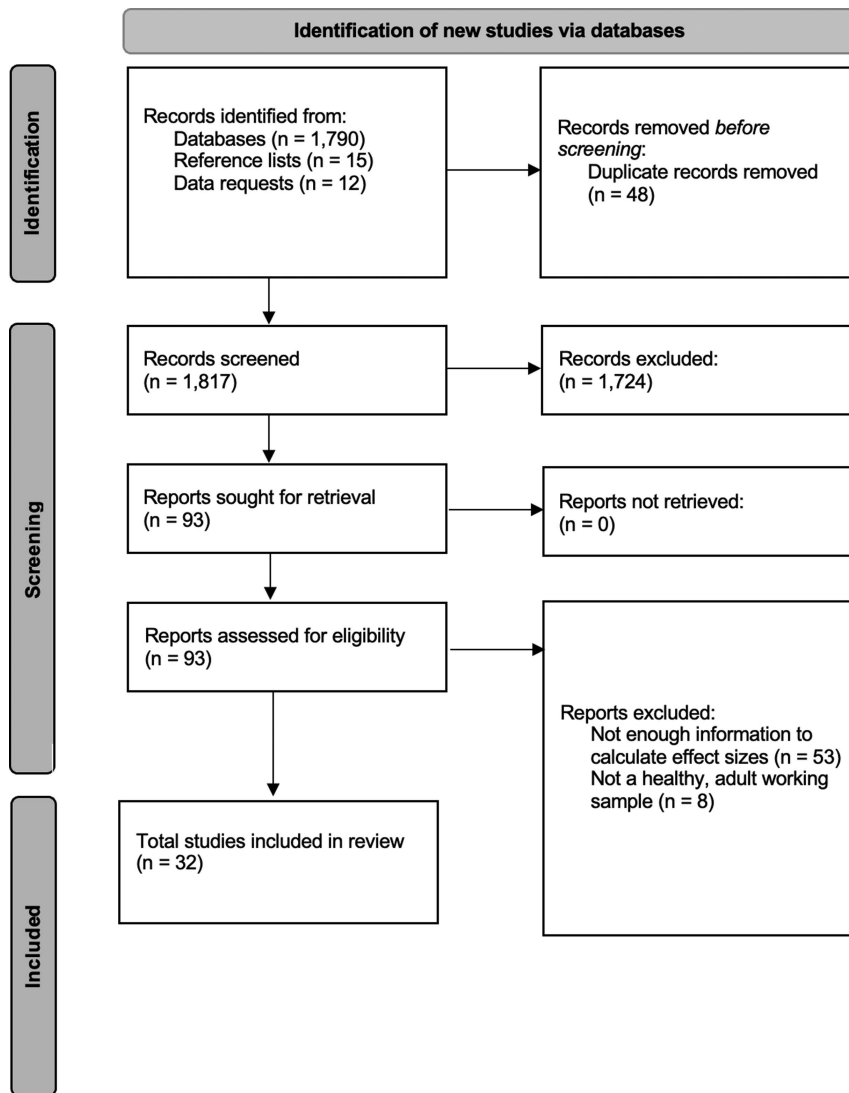 Identification of new studies via databases
Identification
Records identified from:
Databases (n = 1,790)
Reference lists (n = 15)
Data requests (n = 12)
Records removed before
screening:
Duplicate records removed
(n = 48)
Screening
Records screened
(n = 1,817)
Records excluded:
(n = 1,724)
Reports sought for retrieval
(n = 93)
Reports not retrieved:
(n = 0)
Reports assessed for eligibility
(n = 93)
Reports excluded:
Not enough information to
calculate effect sizes (n = 53)
Not a healthy, adult working
sample (n = 8)
Included
Total studies included in review
(n = 32)